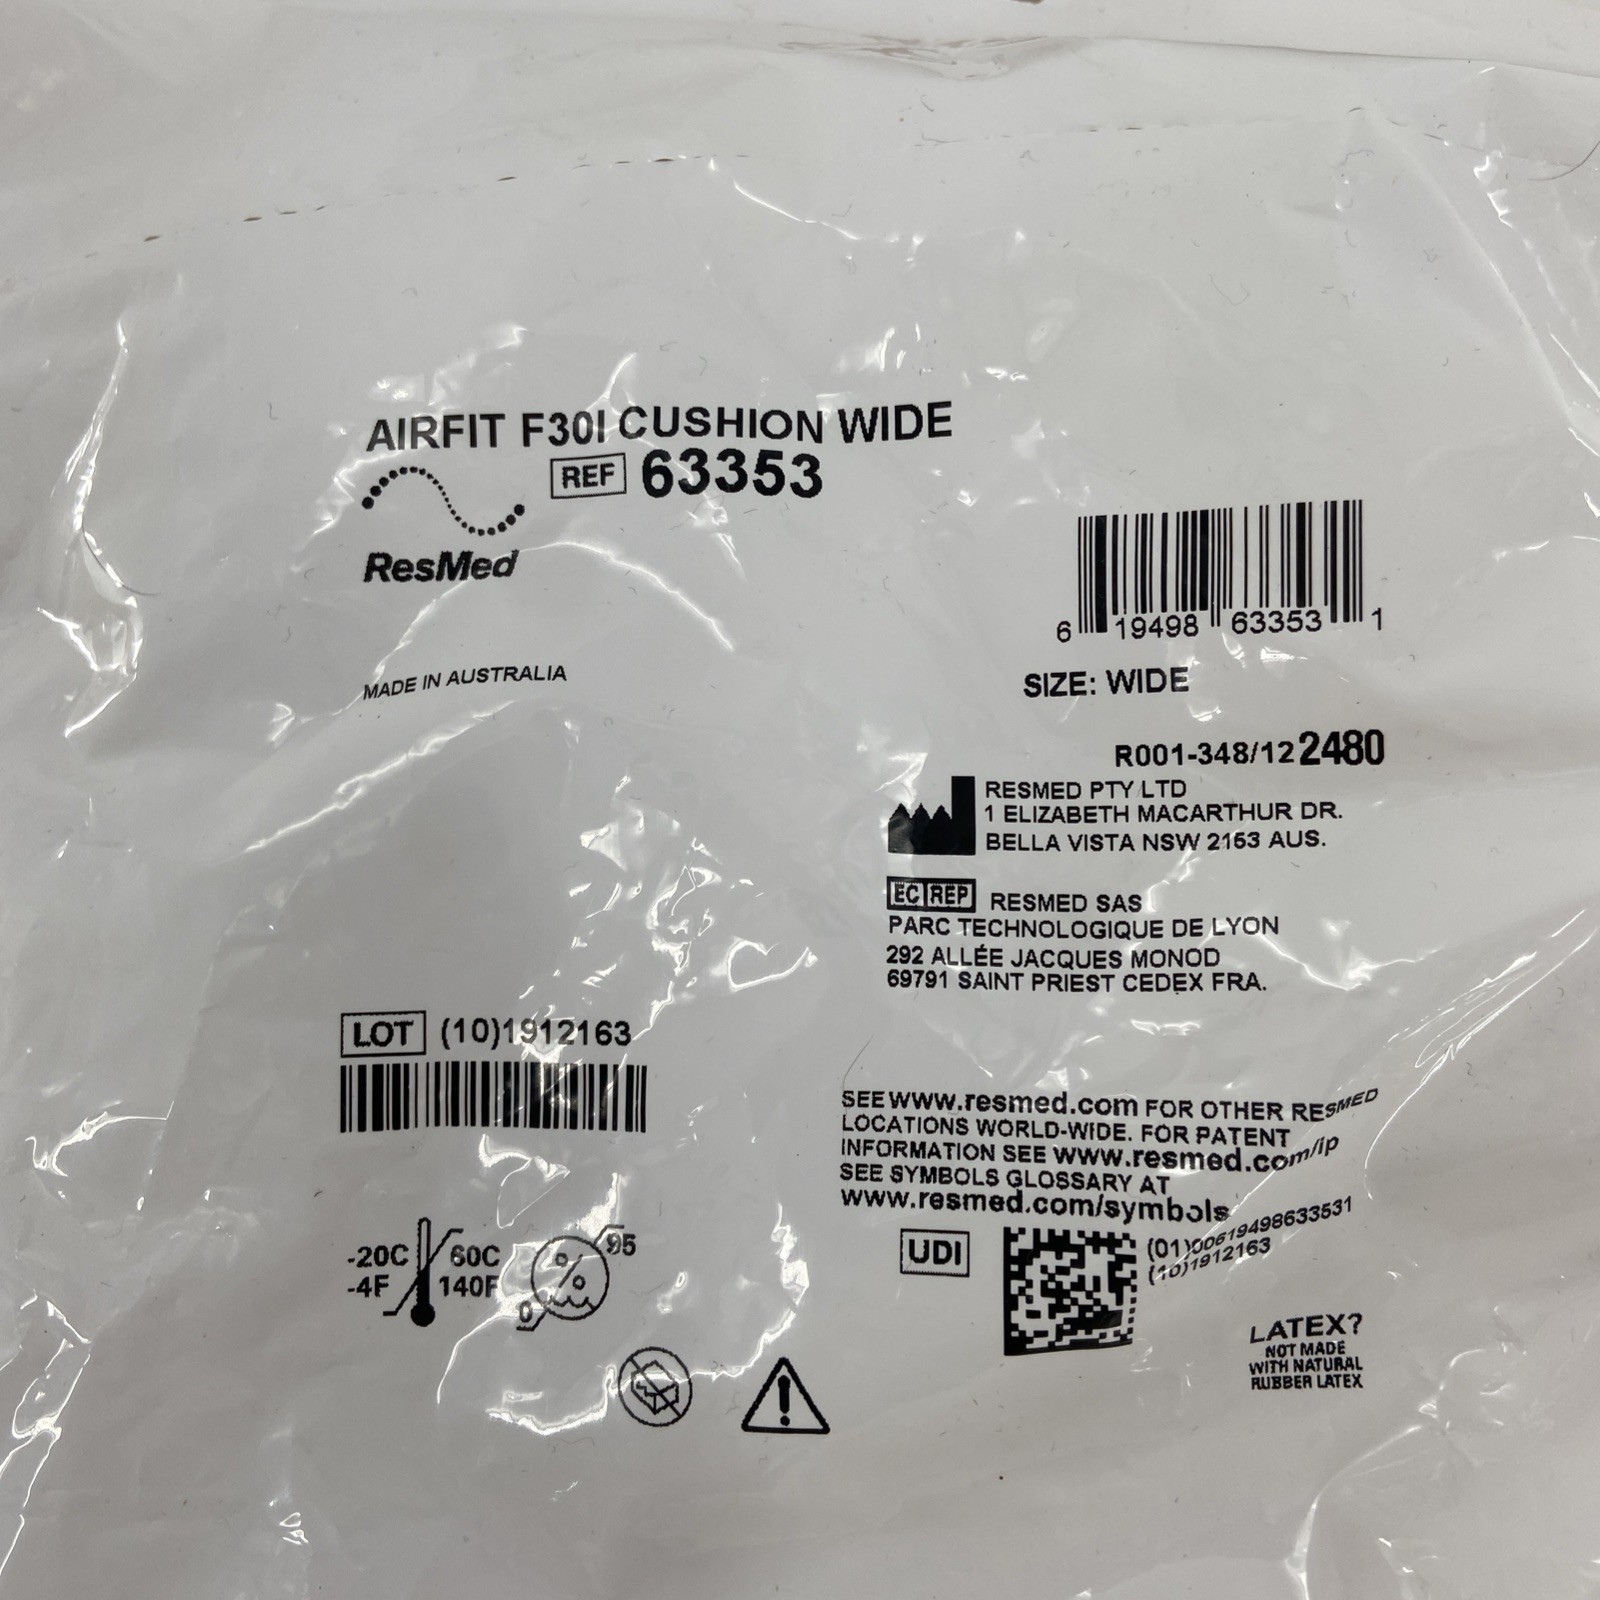 AIRFIT F30I CUSHION WIDE
REF 63353
ResMed
6 19498 63353 1
MADE IN AUSTRALIA
SIZE: WIDE
R001-348/12 2480
RESMED PTY LTD
1 ELIZABETH MACARTHUR DR.
BELLA VISTA NSW 2153 AUS.
EC REP RESMED SAS
PARC TECHNOLOGIQUE DE LYON
292 ALLÉE JACQUES MONOD
69791 SAINT PRIEST CEDEX FRA.
LOT (10)1912163
SEE www.resmed.com FOR OTHER RESMED
LOCATIONS WORLD-WIDE. FOR PATENT
INFORMATION SEE www.resmed.com/ip
SEE SYMBOLS GLOSSARY AT
www.resmed.com/symbols
-20C 60C
-4F 140F
95
%
0
UDI
(01)00619498633531
(10)1912163
LATEX?
NOT MADE
WITH NATURAL
RUBBER LATEX